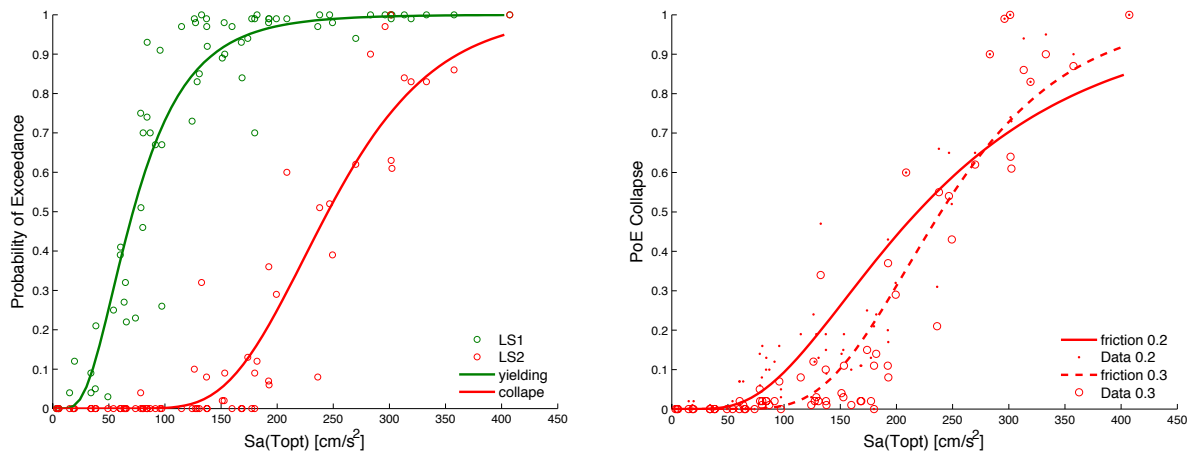 Probability of Exceedance
1
0.9
0.8
0.7
0.6
0.5
0.4
0.3
0.2
0.1
0
0 50 100 150 200 250 300 350 400 450
Sa(Topt) [cm/s²]
LS1
LS2
yielding
collape
PoE Collapse
1
0.9
0.8
0.7
0.6
0.5
0.4
0.3
0.2
0.1
0
0 50 100 150 200 250 300 350 400 450
Sa(Topt) [cm/s²]
friction 0.2
Data 0.2
friction 0.3
Data 0.3